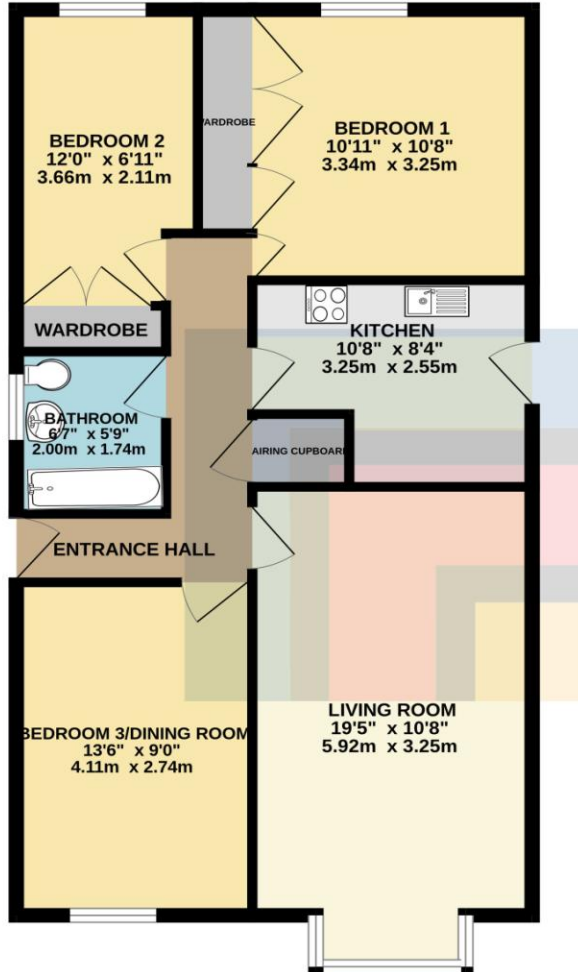 BEDROOM 2
12'0" x 6'11"
3.66m x 2.11m
WARDROBE
BEDROOM 1
10'11" x 10'8"
3.34m x 3.25m
WARDROBE
KITCHEN
10'8" x 8'4"
3.25m x 2.55m
BATHROOM
6'7" x 5'9"
2.00m x 1.74m
AIRING CUPBOARD
ENTRANCE HALL
BEDROOM 3/DINING ROOM
13'6" x 9'0"
4.11m x 2.74m
LIVING ROOM
19'5" x 10'8"
5.92m x 3.25m